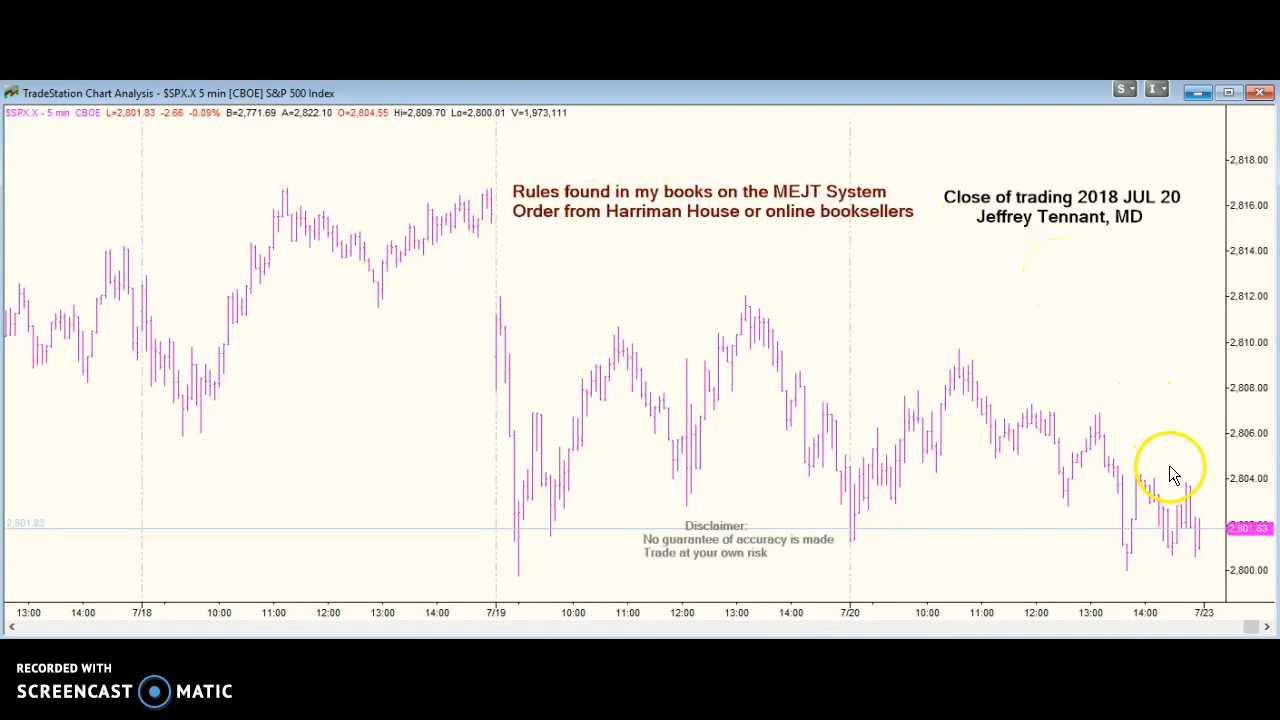 TradeStation Chart Analysis - $SPX.X 5 min [CBOE] S&P 500 Index
S I
$SPX.X - 5 min CBOE L=2,801.83 -2.66 -0.09% B=2,771.69 A=2,822.10 O=2,804.55 Hi=2,809.70 Lo=2,800.01 V=1,973,111
2,818.00
Rules found in my books on the MEJT System
Order from Harriman House or online booksellers
Close of trading 2018 JUL 20
Jeffrey Tennant, MD
2,816.00
2,814.00
2,812.00
2,810.00
2,808.00
2,806.00
2,804.00
2,801.83
2,801.83
Disclaimer:
No guarantee of accuracy is made
Trade at your own risk
2,800.00
13:00 14:00 7/18 10:00 11:00 12:00 13:00 14:00 7/19 10:00 11:00 12:00 13:00 14:00 7/20 10:00 11:00 12:00 13:00 14:00 7/23
RECORDED WITH
SCREENCAST MATIC